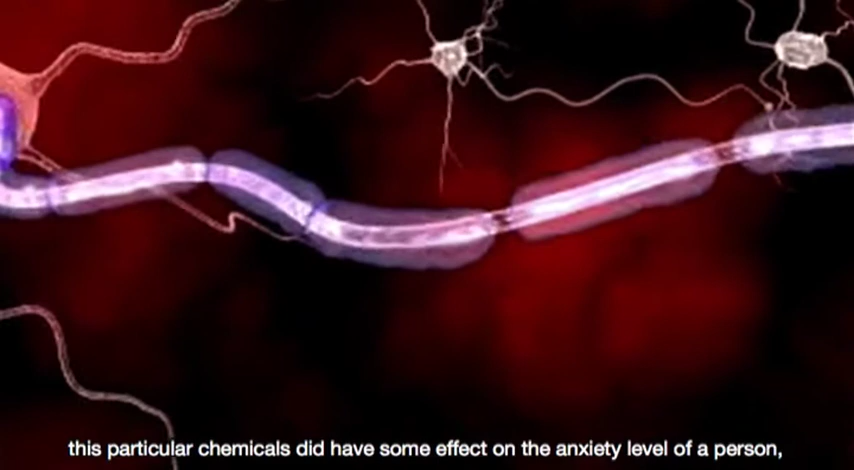 this particular chemicals did have some effect on the anxiety level of a person,